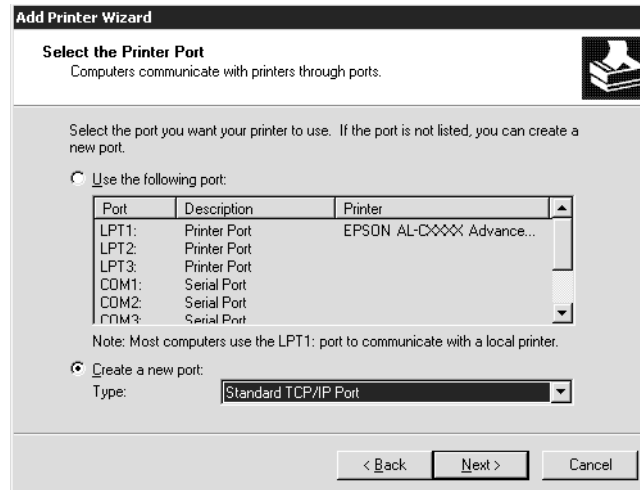 Add Printer Wizard
Select the Printer Port
Computers communicate with printers through ports.
Select the port you want your printer to use. If the port is not listed, you can create a
new port.
Use the following port:
Port Description Printer
LPT1: Printer Port EPSON AL-CXXXX Advance...
LPT2: Printer Port
LPT3: Printer Port
COM1: Serial Port
COM2: Serial Port
COM3: Serial Port
Note: Most computers use the LPT1: port to communicate with a local printer.
Create a new port:
Type: Standard TCP/IP Port
< Back Next > Cancel